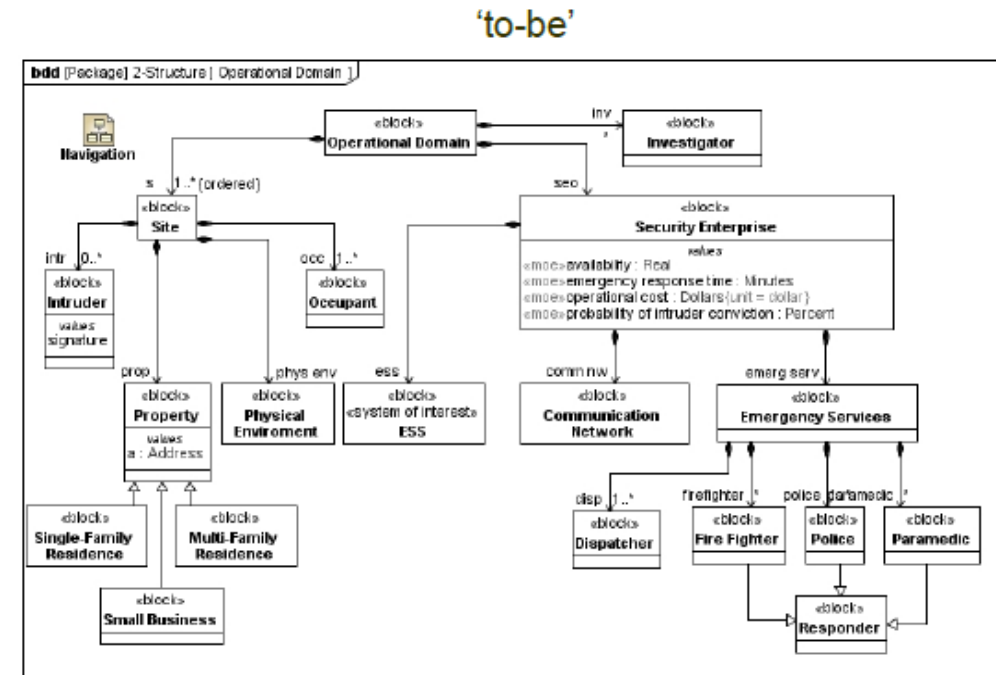 ‘to-be’
bdd [Package] 2-Structure [ Operational Domain ]
Navigation
«block»
Operational Domain
inv
*
«block»
Investigator
s 1..* {ordered}
seo
«block»
Site
«block»
Security Enterprise
values
«moe»availability : Real
«moe»emergency response time : Minutes
«moe»operational cost : Dollars{unit = dollar}
«moe»probability of intruder conviction : Percent
intr 0..*
«block»
Intruder
values
signature
occ 1..*
«block»
Occupant
prop
«block»
Property
values
a : Address
phys env
«block»
Physical
Enviroment
ess
«block»
«system of interest»
ESS
comm nw
«block»
Communication
Network
emerg serv
«block»
Emergency Services
«block»
Single-Family
Residence
«block»
Multi-Family
Residence
«block»
Small Business
disp 1..*
«block»
Dispatcher
firefighter *
«block»
Fire Fighter
police
«block»
Police
*
«block»
Paramedic
«block»
Responder